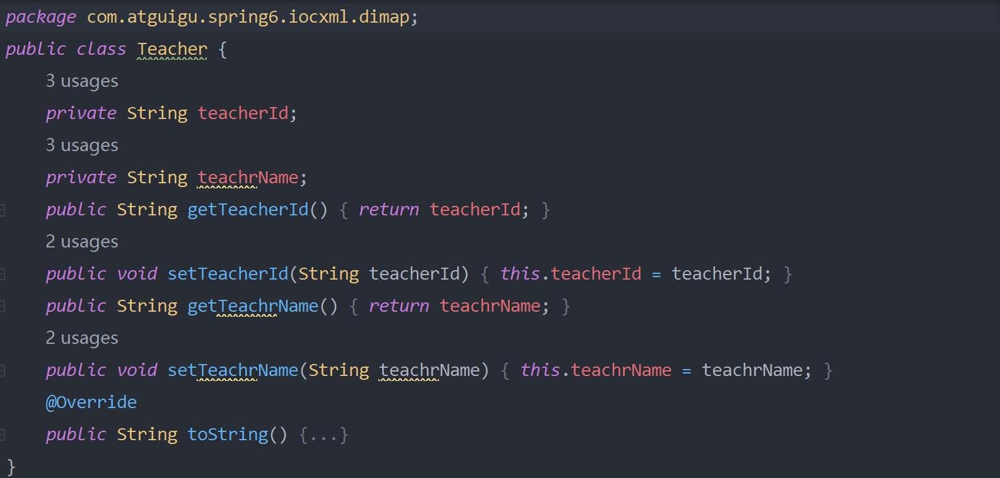 package com.atguigu.spring6.iocxml.dimap;
public class Teacher {
3 usages
private String teacherId;
3 usages
private String teachrName;
public String getTeacherId() { return teacherId; }
2 usages
public void setTeacherId(String teacherId) { this.teacherId = teacherId; }
public String getTeachrName() { return teachrName; }
2 usages
public void setTeachrName(String teachrName) { this.teachrName = teachrName; }
@Override
public String toString() {...}
}